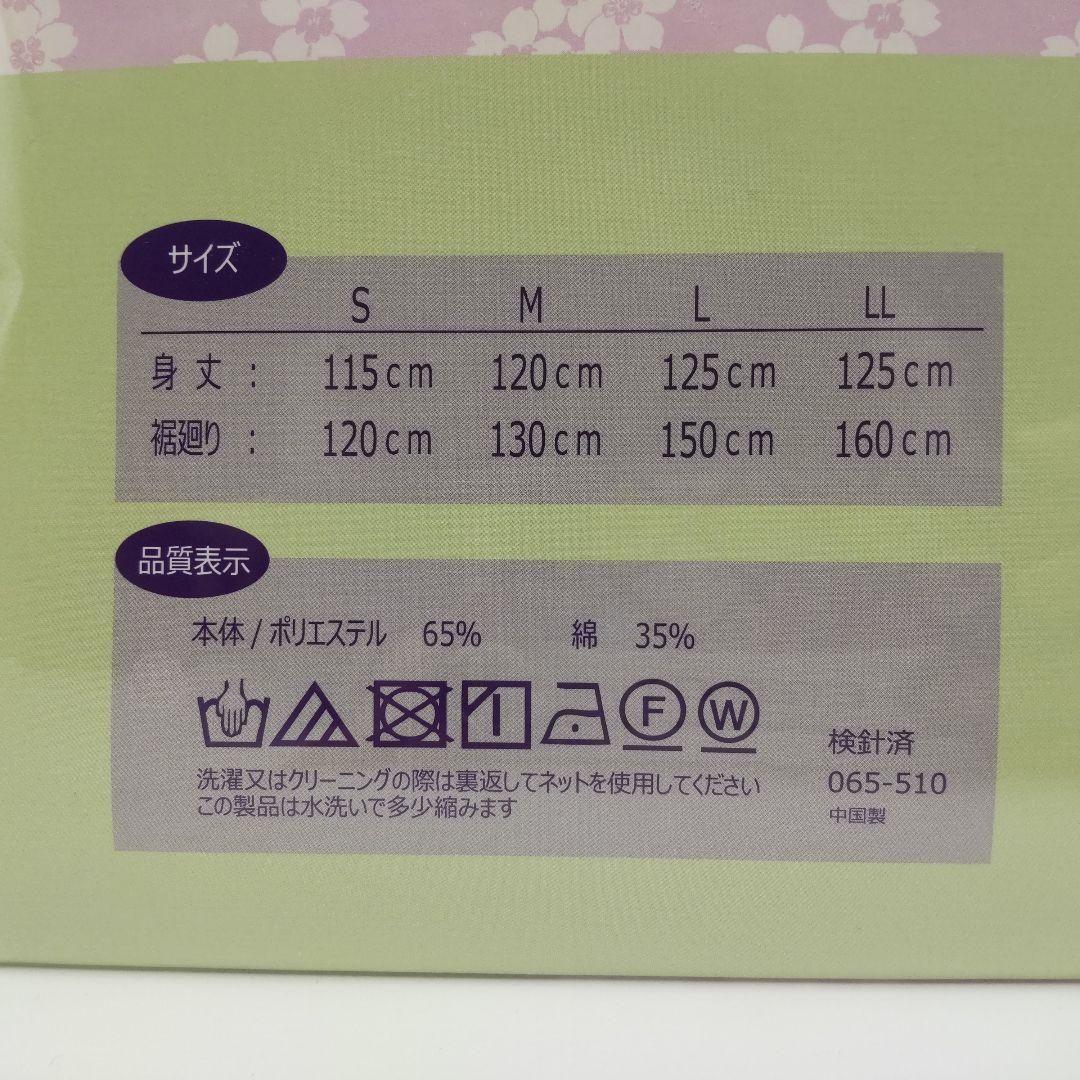 サイズ
S M L LL
身丈 : 115cm 120cm 125cm 125cm
裾廻り : 120cm 130cm 150cm 160cm
品質表示
本体/ポリエステル 65% 綿 35%
F W
洗濯又はクリーニングの際は裏返してネットを使用してください
この製品は水洗いで多少縮みます
検針済
065-510
中国製